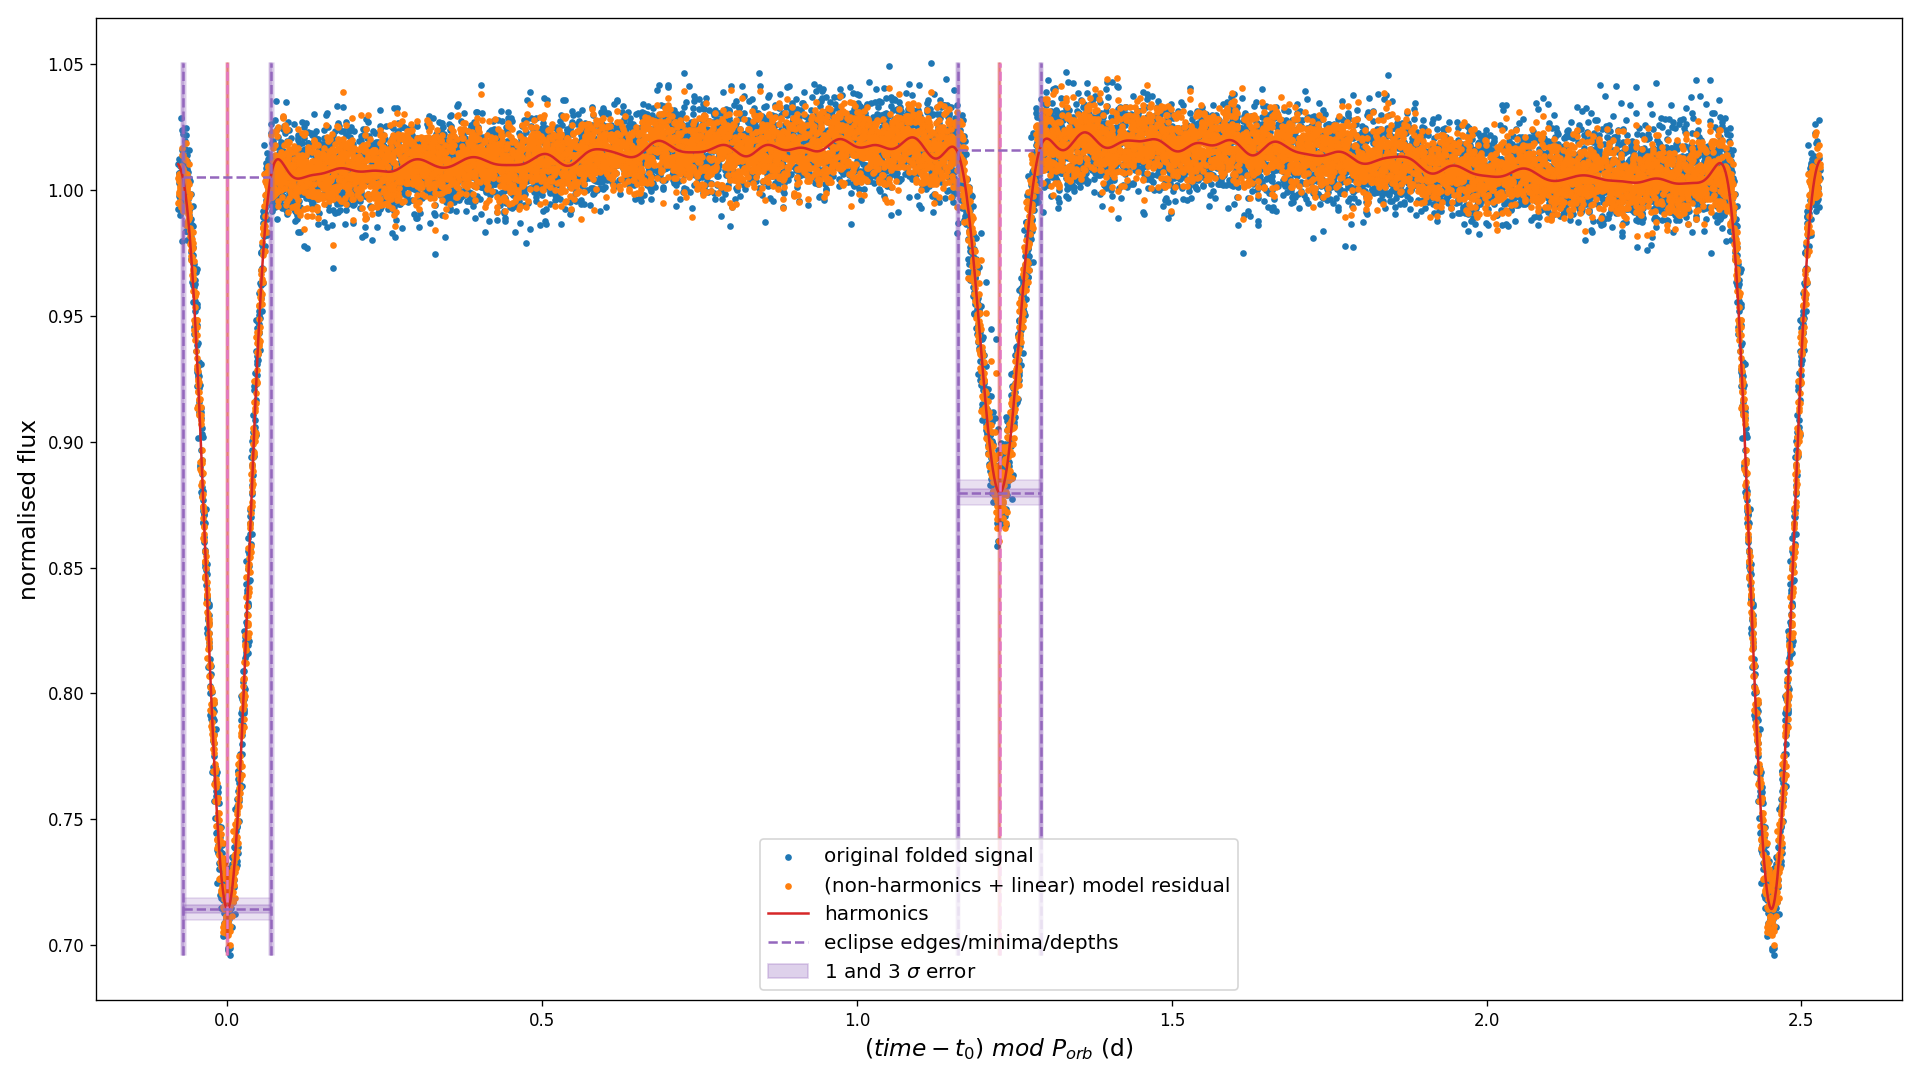 1.05
1.00
0.95
0.90
0.85
0.80
0.75
0.70
normalised flux
original folded signal
(non-harmonics + linear) model residual
harmonics
eclipse edges/minima/depths
1 and 3 σ error
0.0 0.5 1.0 1.5 2.0 2.5
(time − t₀) mod Pₒᵣb (d)